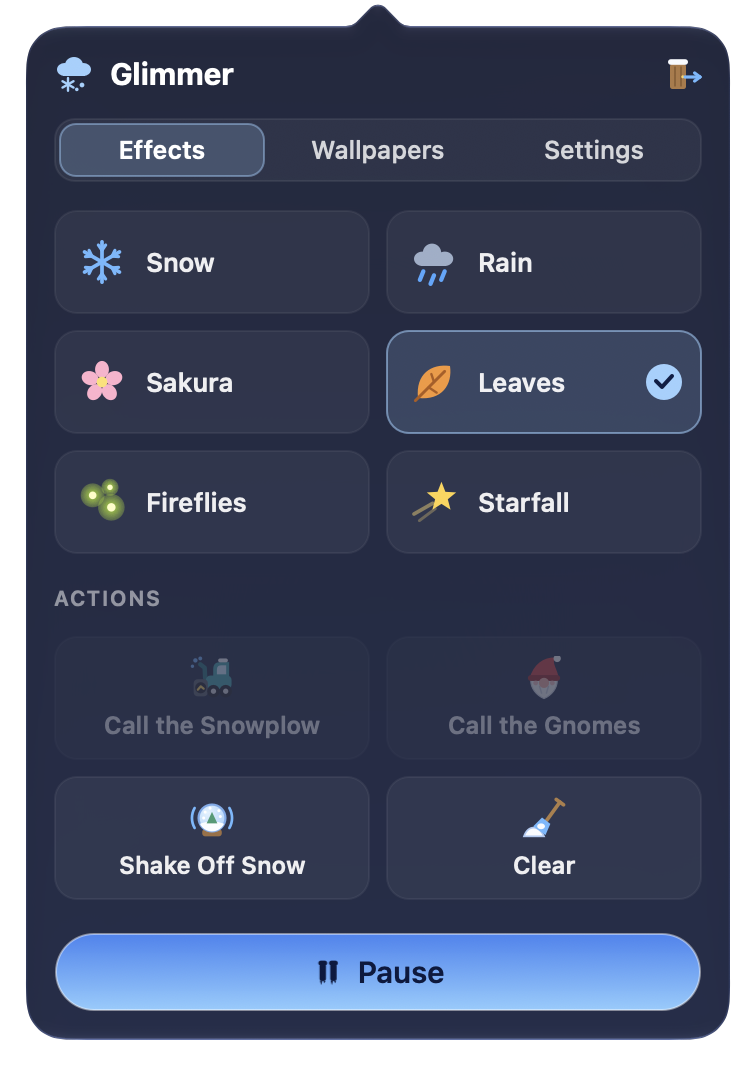 Glimmer
Effects Wallpapers Settings
Snow Rain
Sakura Leaves
Fireflies Starfall
ACTIONS
Call the Snowplow Call the Gnomes
Shake Off Snow Clear
Pause